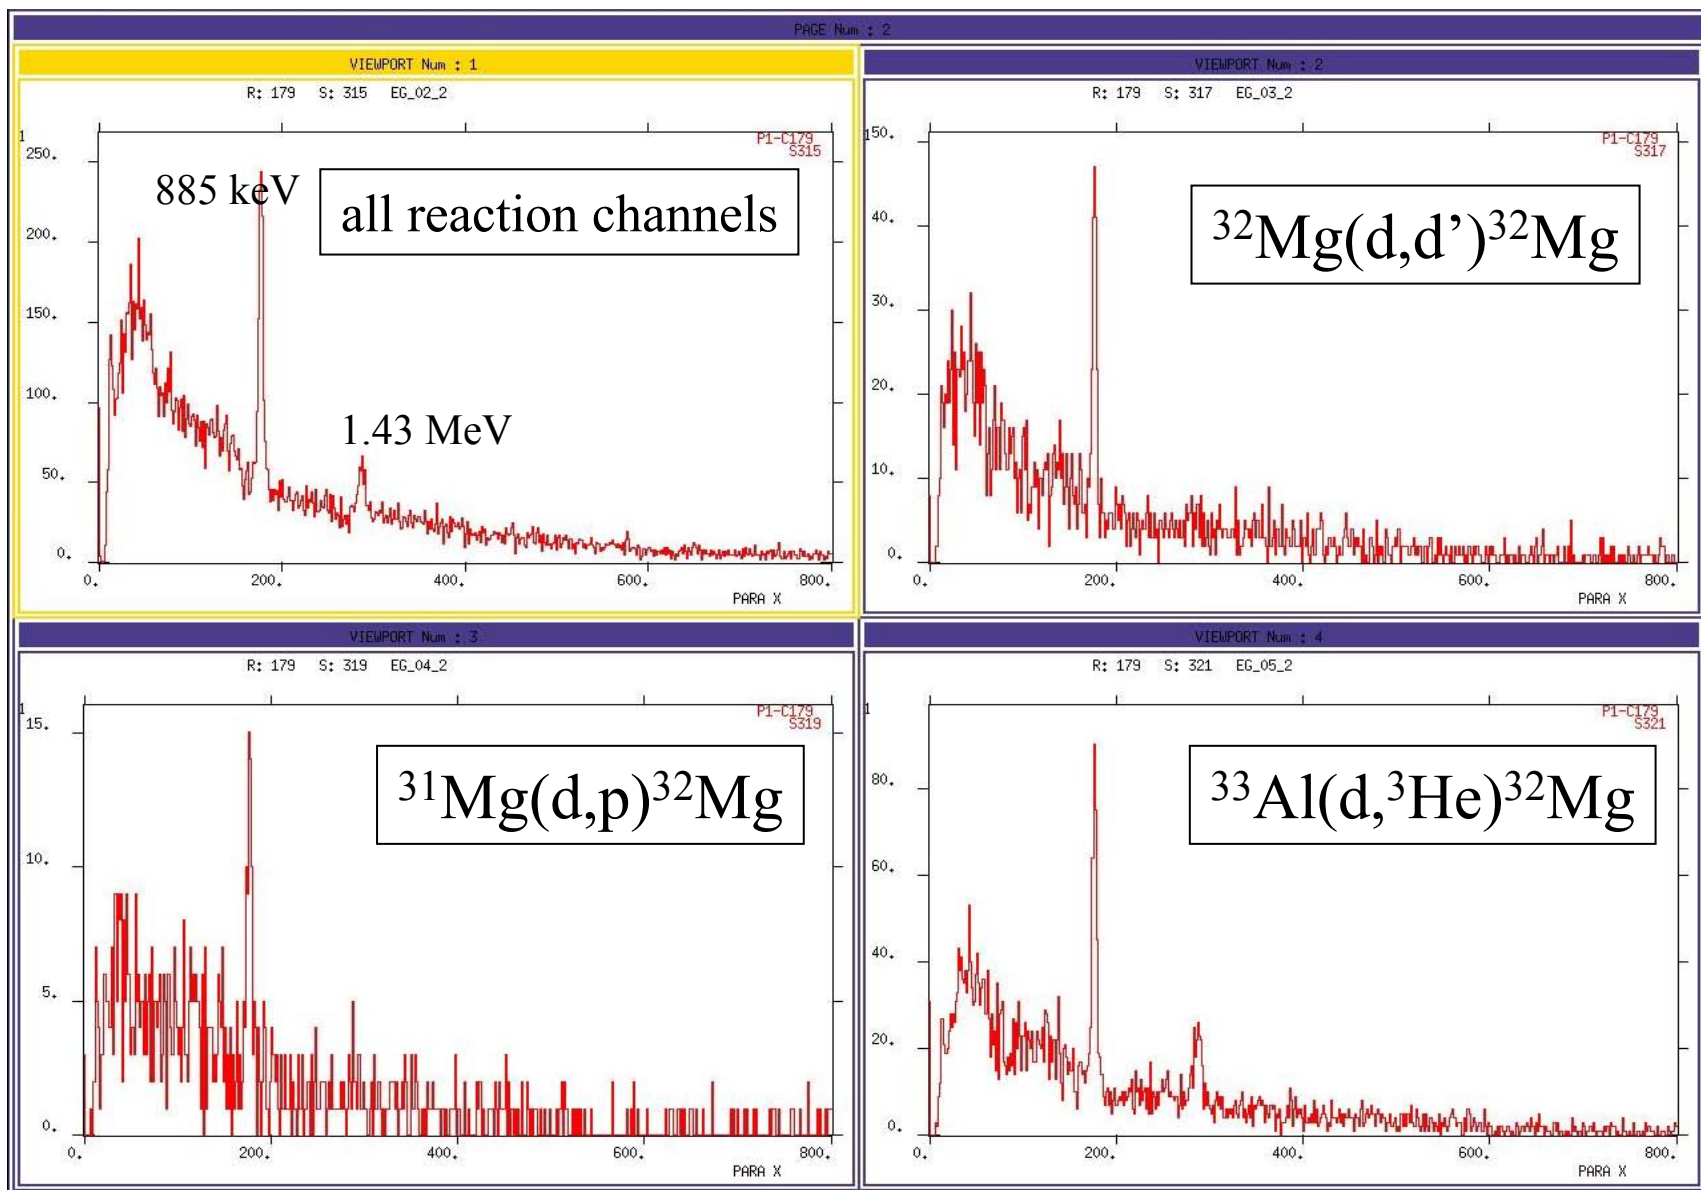 PAGE Num : 2
VIEWPORT Num : 1
R: 179 S: 315 EG_02_2
1
P1-C179
S315
250.
200.
150.
100.
50.
0.
885 keV
all reaction channels
1.43 MeV
0. 200. 400. 600. 800.
PARA X
VIEWPORT Num : 2
R: 179 S: 317 EG_03_2
1
P1-C179
S317
50.
40.
30.
20.
10.
0.
³²Mg(d,d’)³²Mg
0. 200. 400. 600. 800.
PARA X
VIEWPORT Num : 3
R: 179 S: 319 EG_04_2
1
P1-C179
S319
15.
10.
5.
0.
³¹Mg(d,p)³²Mg
0. 200. 400. 600. 800.
PARA X
VIEWPORT Num : 4
R: 179 S: 321 EG_05_2
1
P1-C179
S321
80.
60.
40.
20.
0.
³³Al(d,³He)³²Mg
0. 200. 400. 600. 800.
PARA X